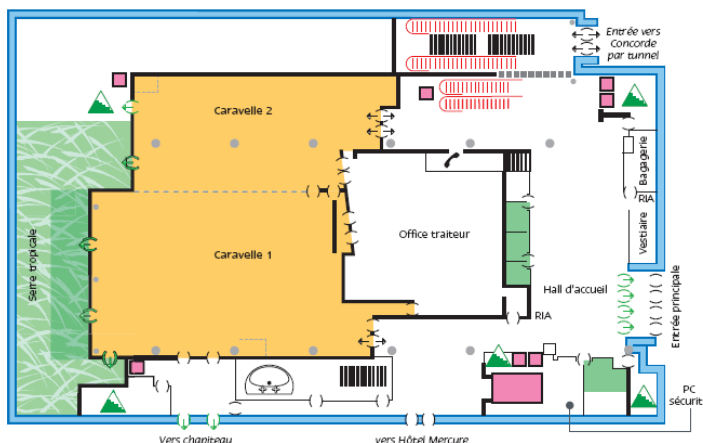 Entrée vers
Concorde
par tunnel
Caravelle 2
Bagagerie
RIA
Vestiaire
Serre tropicale
Caravelle 1
Office traiteur
Hall d'accueil
Entrée principale
RIA
PC
sécurit
Vers chapiteau
vers Hôtel Mercure